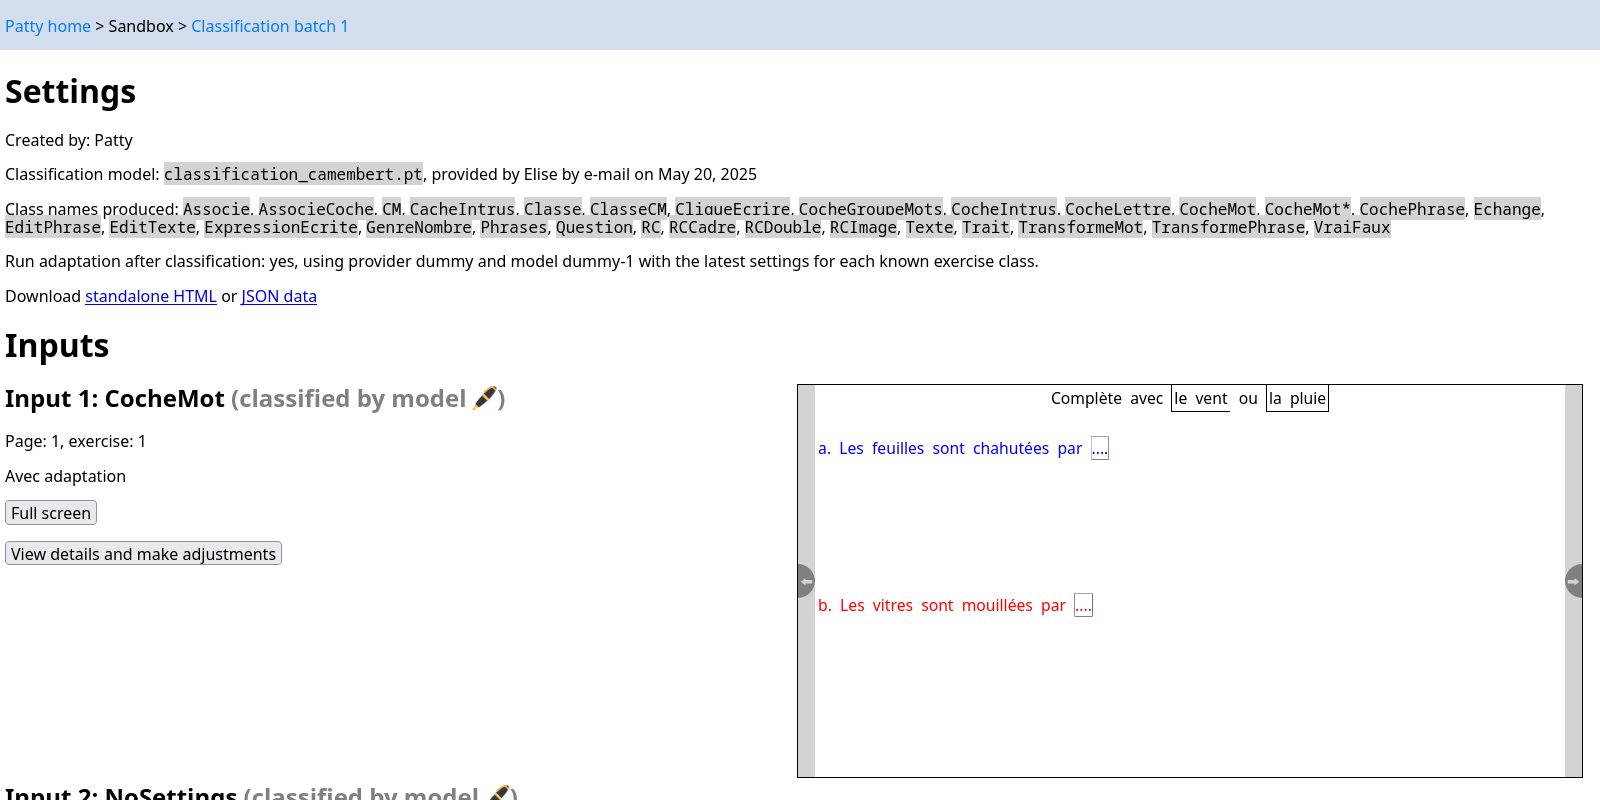 Patty home > Sandbox > Classification batch 1
Settings
Created by: Patty
Classification model: classification_camembert.pt, provided by Elise by e-mail on May 20, 2025
Class names produced: Associe, AssocieCoche, CM, CacheIntrus, Classe, ClasseCM, CliqueEcrire, CocheGroupeMots, CocheIntrus, CocheLettre, CocheMot, CocheMot*, CochePhrase, Echange,
EditPhrase, EditTexte, ExpressionEcrite, GenreNombre, Phrases, Question, RC, RCCadre, RCDouble, RCImage, Texte, Trait, TransformeMot, TransformePhrase, VraiFaux
Run adaptation after classification: yes, using provider dummy and model dummy-1 with the latest settings for each known exercise class.
Download standalone HTML or JSON data
Inputs
Input 1: CocheMot (classified by model 🖋️)
Page: 1, exercise: 1
Avec adaptation
Full screen
View details and make adjustments
Complète avec le vent ou la pluie
a. Les feuilles sont chahutées par ....
b. Les vitres sont mouillées par ....
Input 2: NoSettings (classified by model 🖋️)